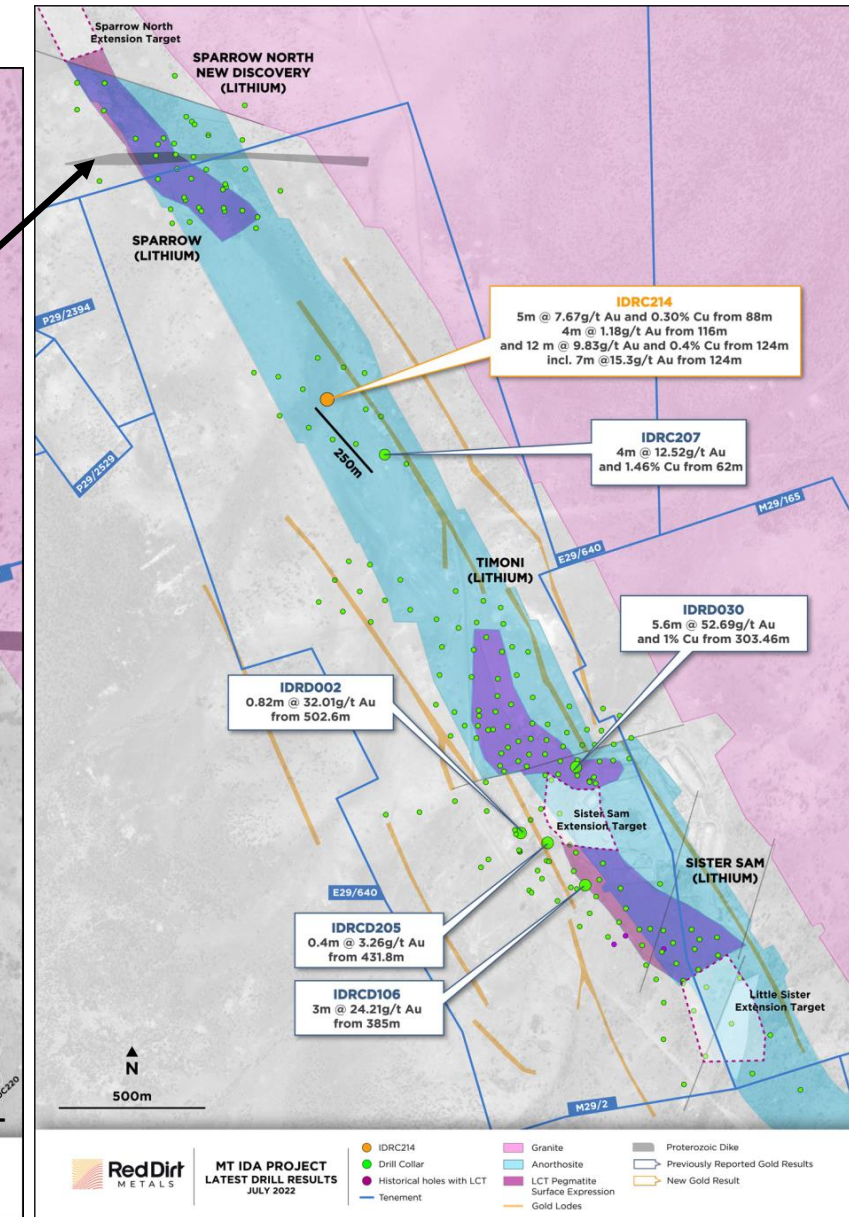 Sparrow North
Extension Target
SPARROW NORTH
NEW DISCOVERY
(LITHIUM)
SPARROW
(LITHIUM)
P29/2394
IDRC214
5m @ 7.67g/t Au and 0.30% Cu from 88m
4m @ 1.18g/t Au from 116m
and 12 m @ 9.83g/t Au and 0.4% Cu from 124m
incl. 7m @15.3g/t Au from 124m
250m
IDRC207
4m @ 12.52g/t Au
and 1.46% Cu from 62m
P29/2529
M29/165
E29/640
TIMONI
(LITHIUM)
IDRD030
5.6m @ 52.69g/t Au
and 1% Cu from 303.46m
IDRD002
0.82m @ 32.01g/t Au
from 502.6m
Sister Sam
Extension Target
SISTER SAM
(LITHIUM)
E29/640
IDRCD205
0.4m @ 3.26g/t Au
from 431.8m
IDRCD106
3m @ 24.21g/t Au
from 385m
Little Sister
Extension Target
N
500m
M29/2
RedDirt
METALS
MT IDA PROJECT
LATEST DRILL RESULTS
JULY 2022
IDRC214
Drill Collar
Historical holes with LCT
Tenement
Granite
Anorthosite
LCT Pegmatite
Surface Expression
Gold Lodes
Proterozoic Dike
Previously Reported Gold Results
New Gold Result